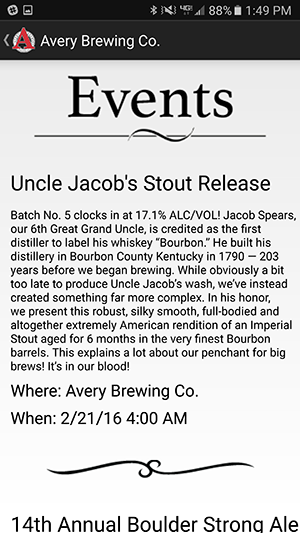 88% 1:49 PM
Avery Brewing Co.
Events
Uncle Jacob's Stout Release
Batch No. 5 clocks in at 17.1% ALC/VOL! Jacob Spears,
our 6th Great Grand Uncle, is credited as the first
distiller to label his whiskey “Bourbon.” He built his
distillery in Bourbon County Kentucky in 1790 — 203
years before we began brewing. While obviously a bit
too late to produce Uncle Jacob’s wash, we’ve instead
created something far more complex. In his honor,
we present this robust, silky smooth, full-bodied and
altogether extremely American rendition of an Imperial
Stout aged for 6 months in the very finest Bourbon
barrels. This explains a lot about our penchant for big
brews! It’s in our blood!
Where: Avery Brewing Co.
When: 2/21/16 4:00 AM
14th Annual Boulder Strong Ale